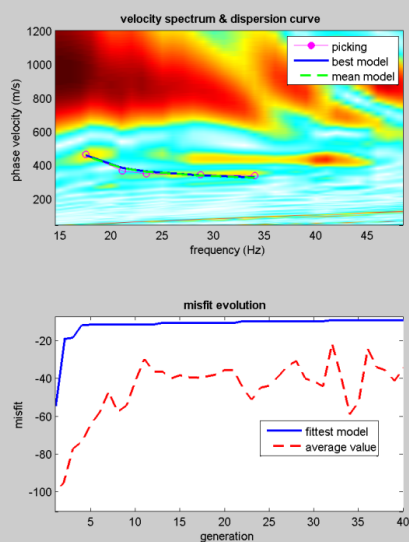 velocity spectrum & dispersion curve
1200
1000
800
600
400
200
phase velocity (m/s)
picking
best model
mean model
15 20 25 30 35 40 45
frequency (Hz)
misfit evolution
-20
-40
-60
-80
-100
misfit
fittest model
average value
5 10 15 20 25 30 35 40
generation